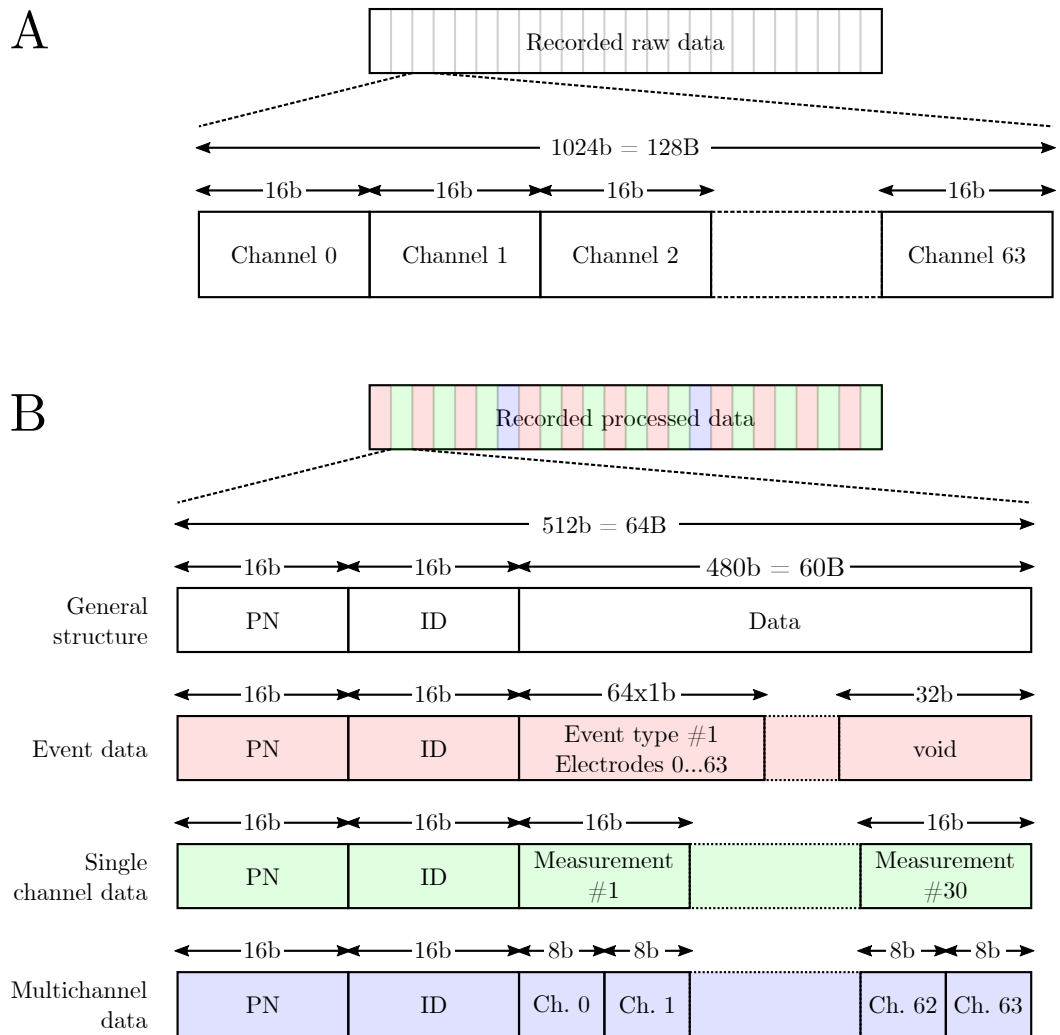 A
Recorded raw data
1024b = 128B
16b 16b 16b 16b
Channel 0 Channel 1 Channel 2 Channel 63
B
Recorded processed data
512b = 64B
16b 16b 480b = 60B
General
structure
PN ID Data
16b 16b 64x1b 32b
Event data
PN ID
Event type #1
Electrodes 0...63
void
16b 16b 16b 16b
Single
channel data
PN ID
Measurement
#1
Measurement
#30
16b 16b 8b 8b 8b 8b
Multichannel
data
PN ID Ch. 0 Ch. 1 Ch. 62 Ch. 63